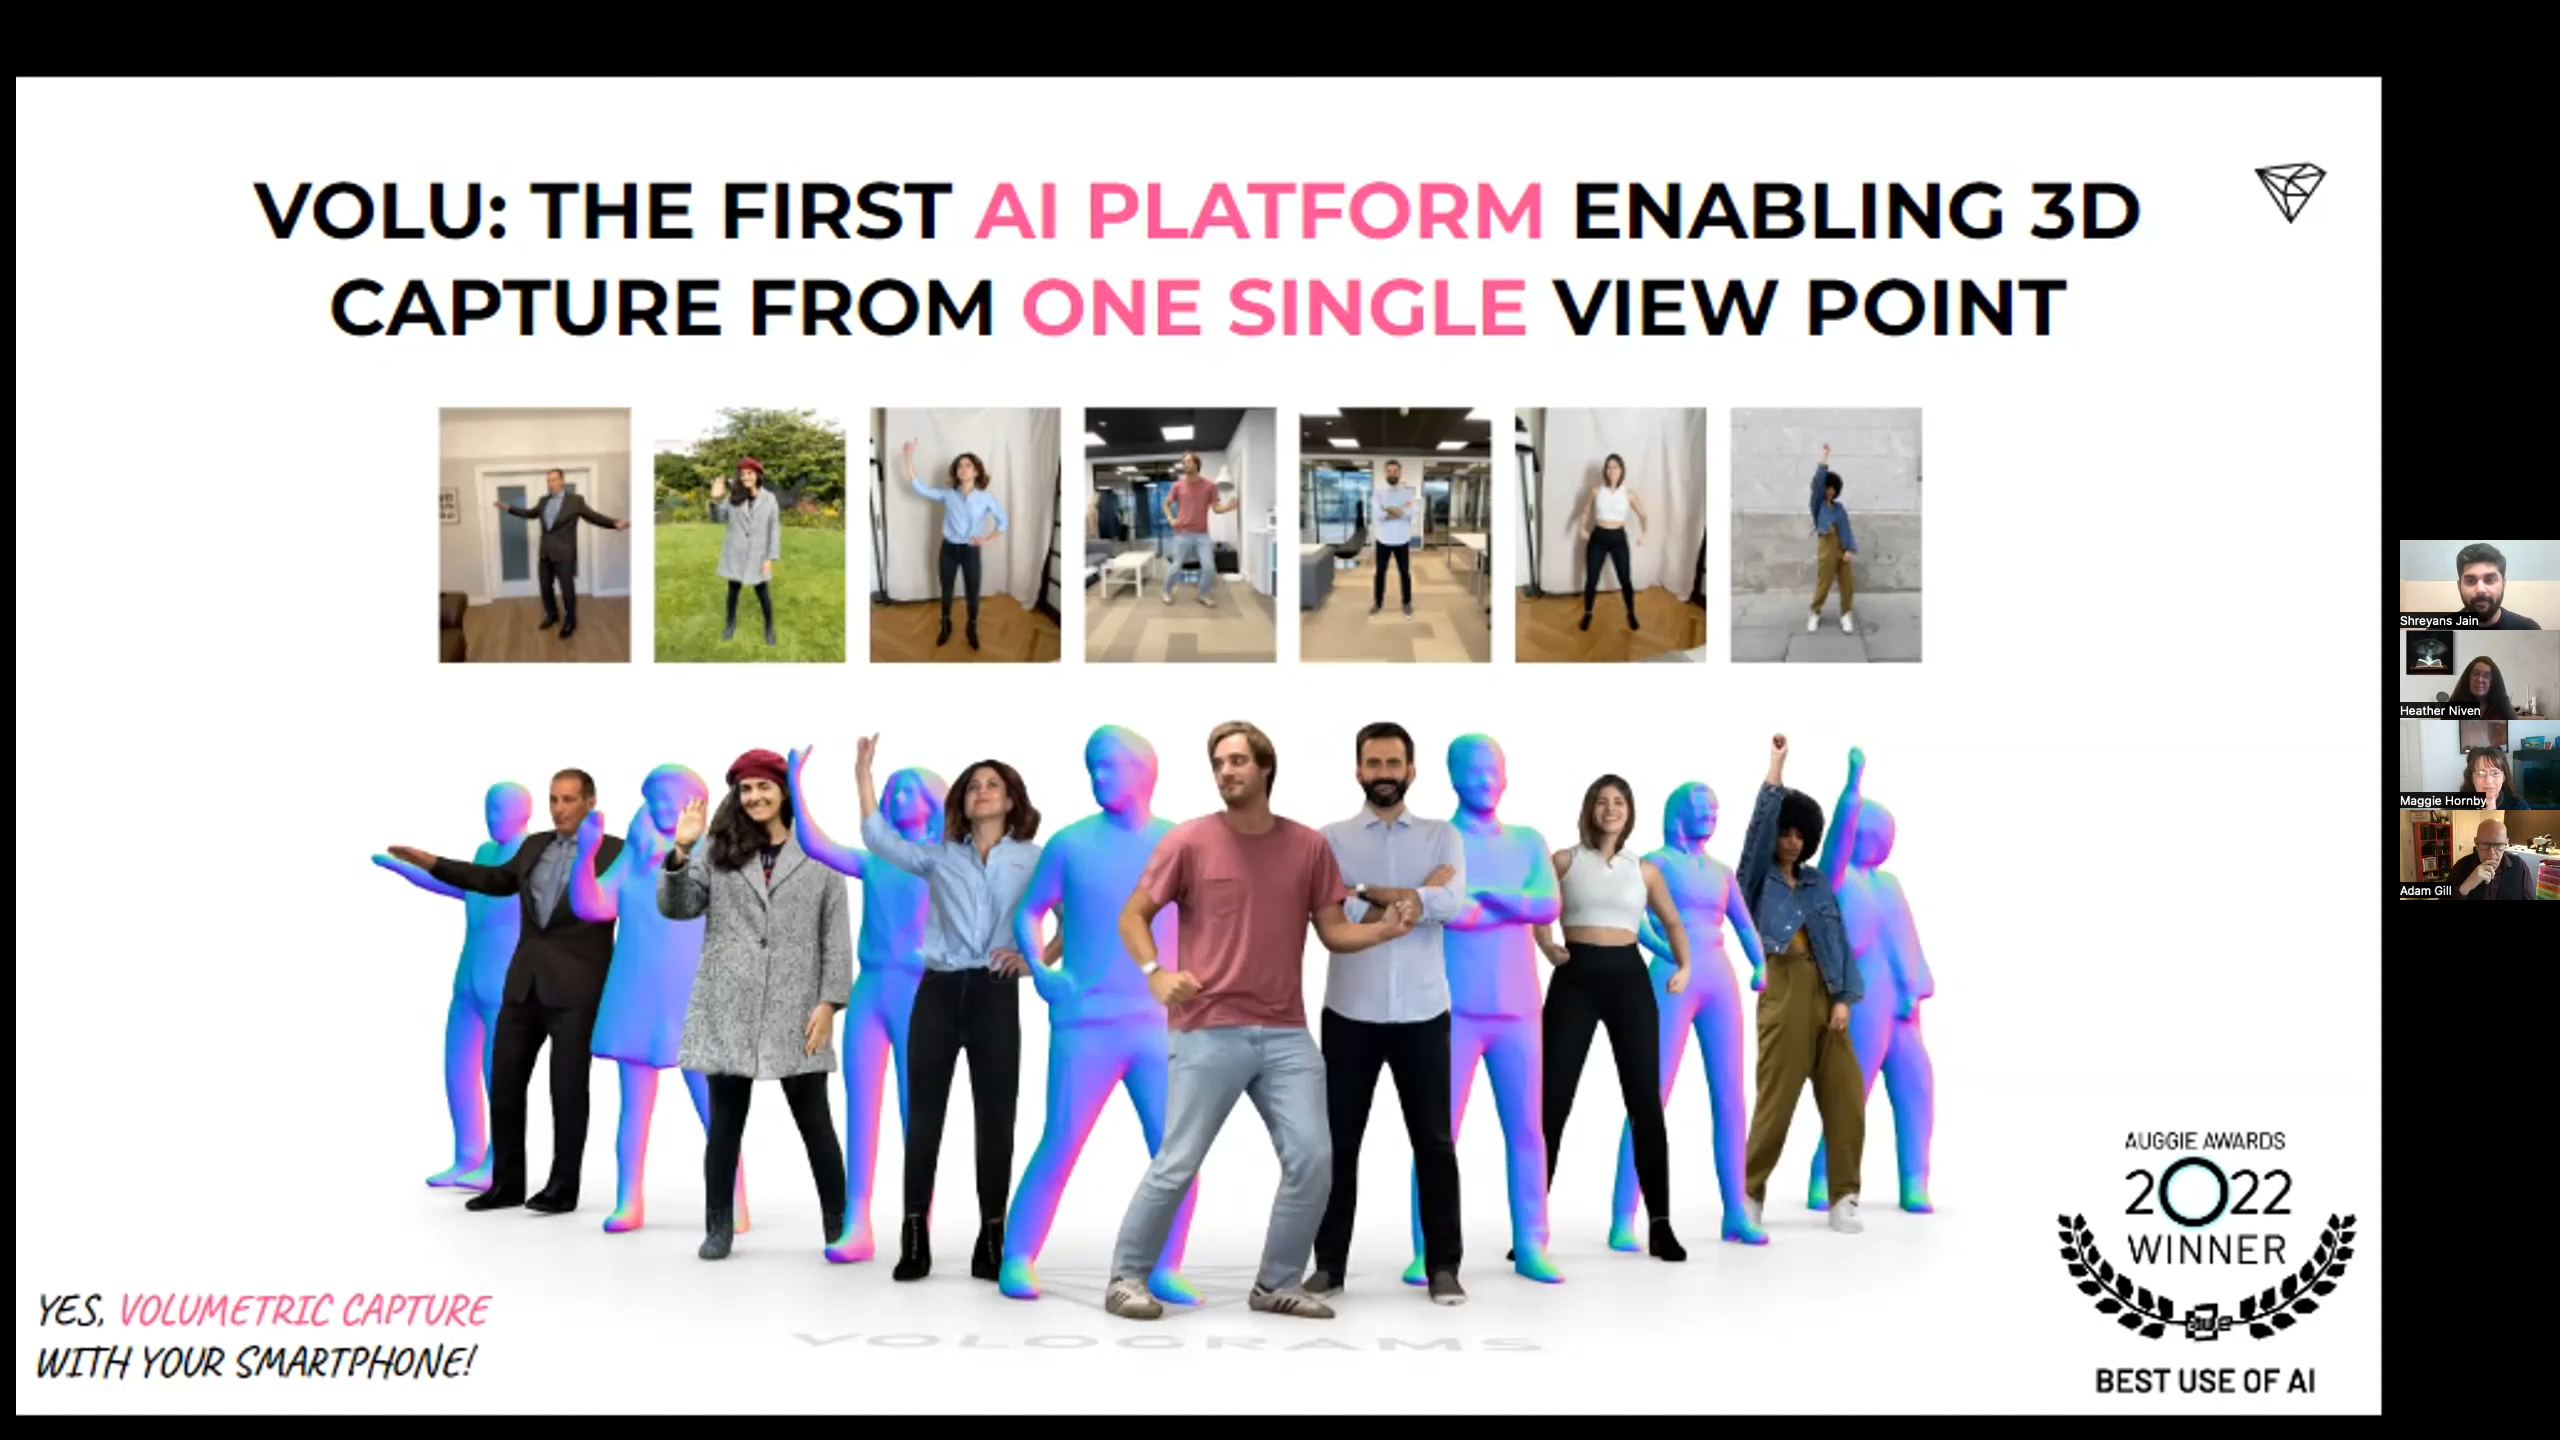 VOLU: THE FIRST AI PLATFORM ENABLING 3D
CAPTURE FROM ONE SINGLE VIEW POINT
Shreyans Jain
Heather Niven
Maggie Hornby
Adam Gill
YES, VOLUMETRIC CAPTURE
WITH YOUR SMARTPHONE!
VOLOGRAMS
AUGGIE AWARDS
2022
WINNER
BEST USE OF AI